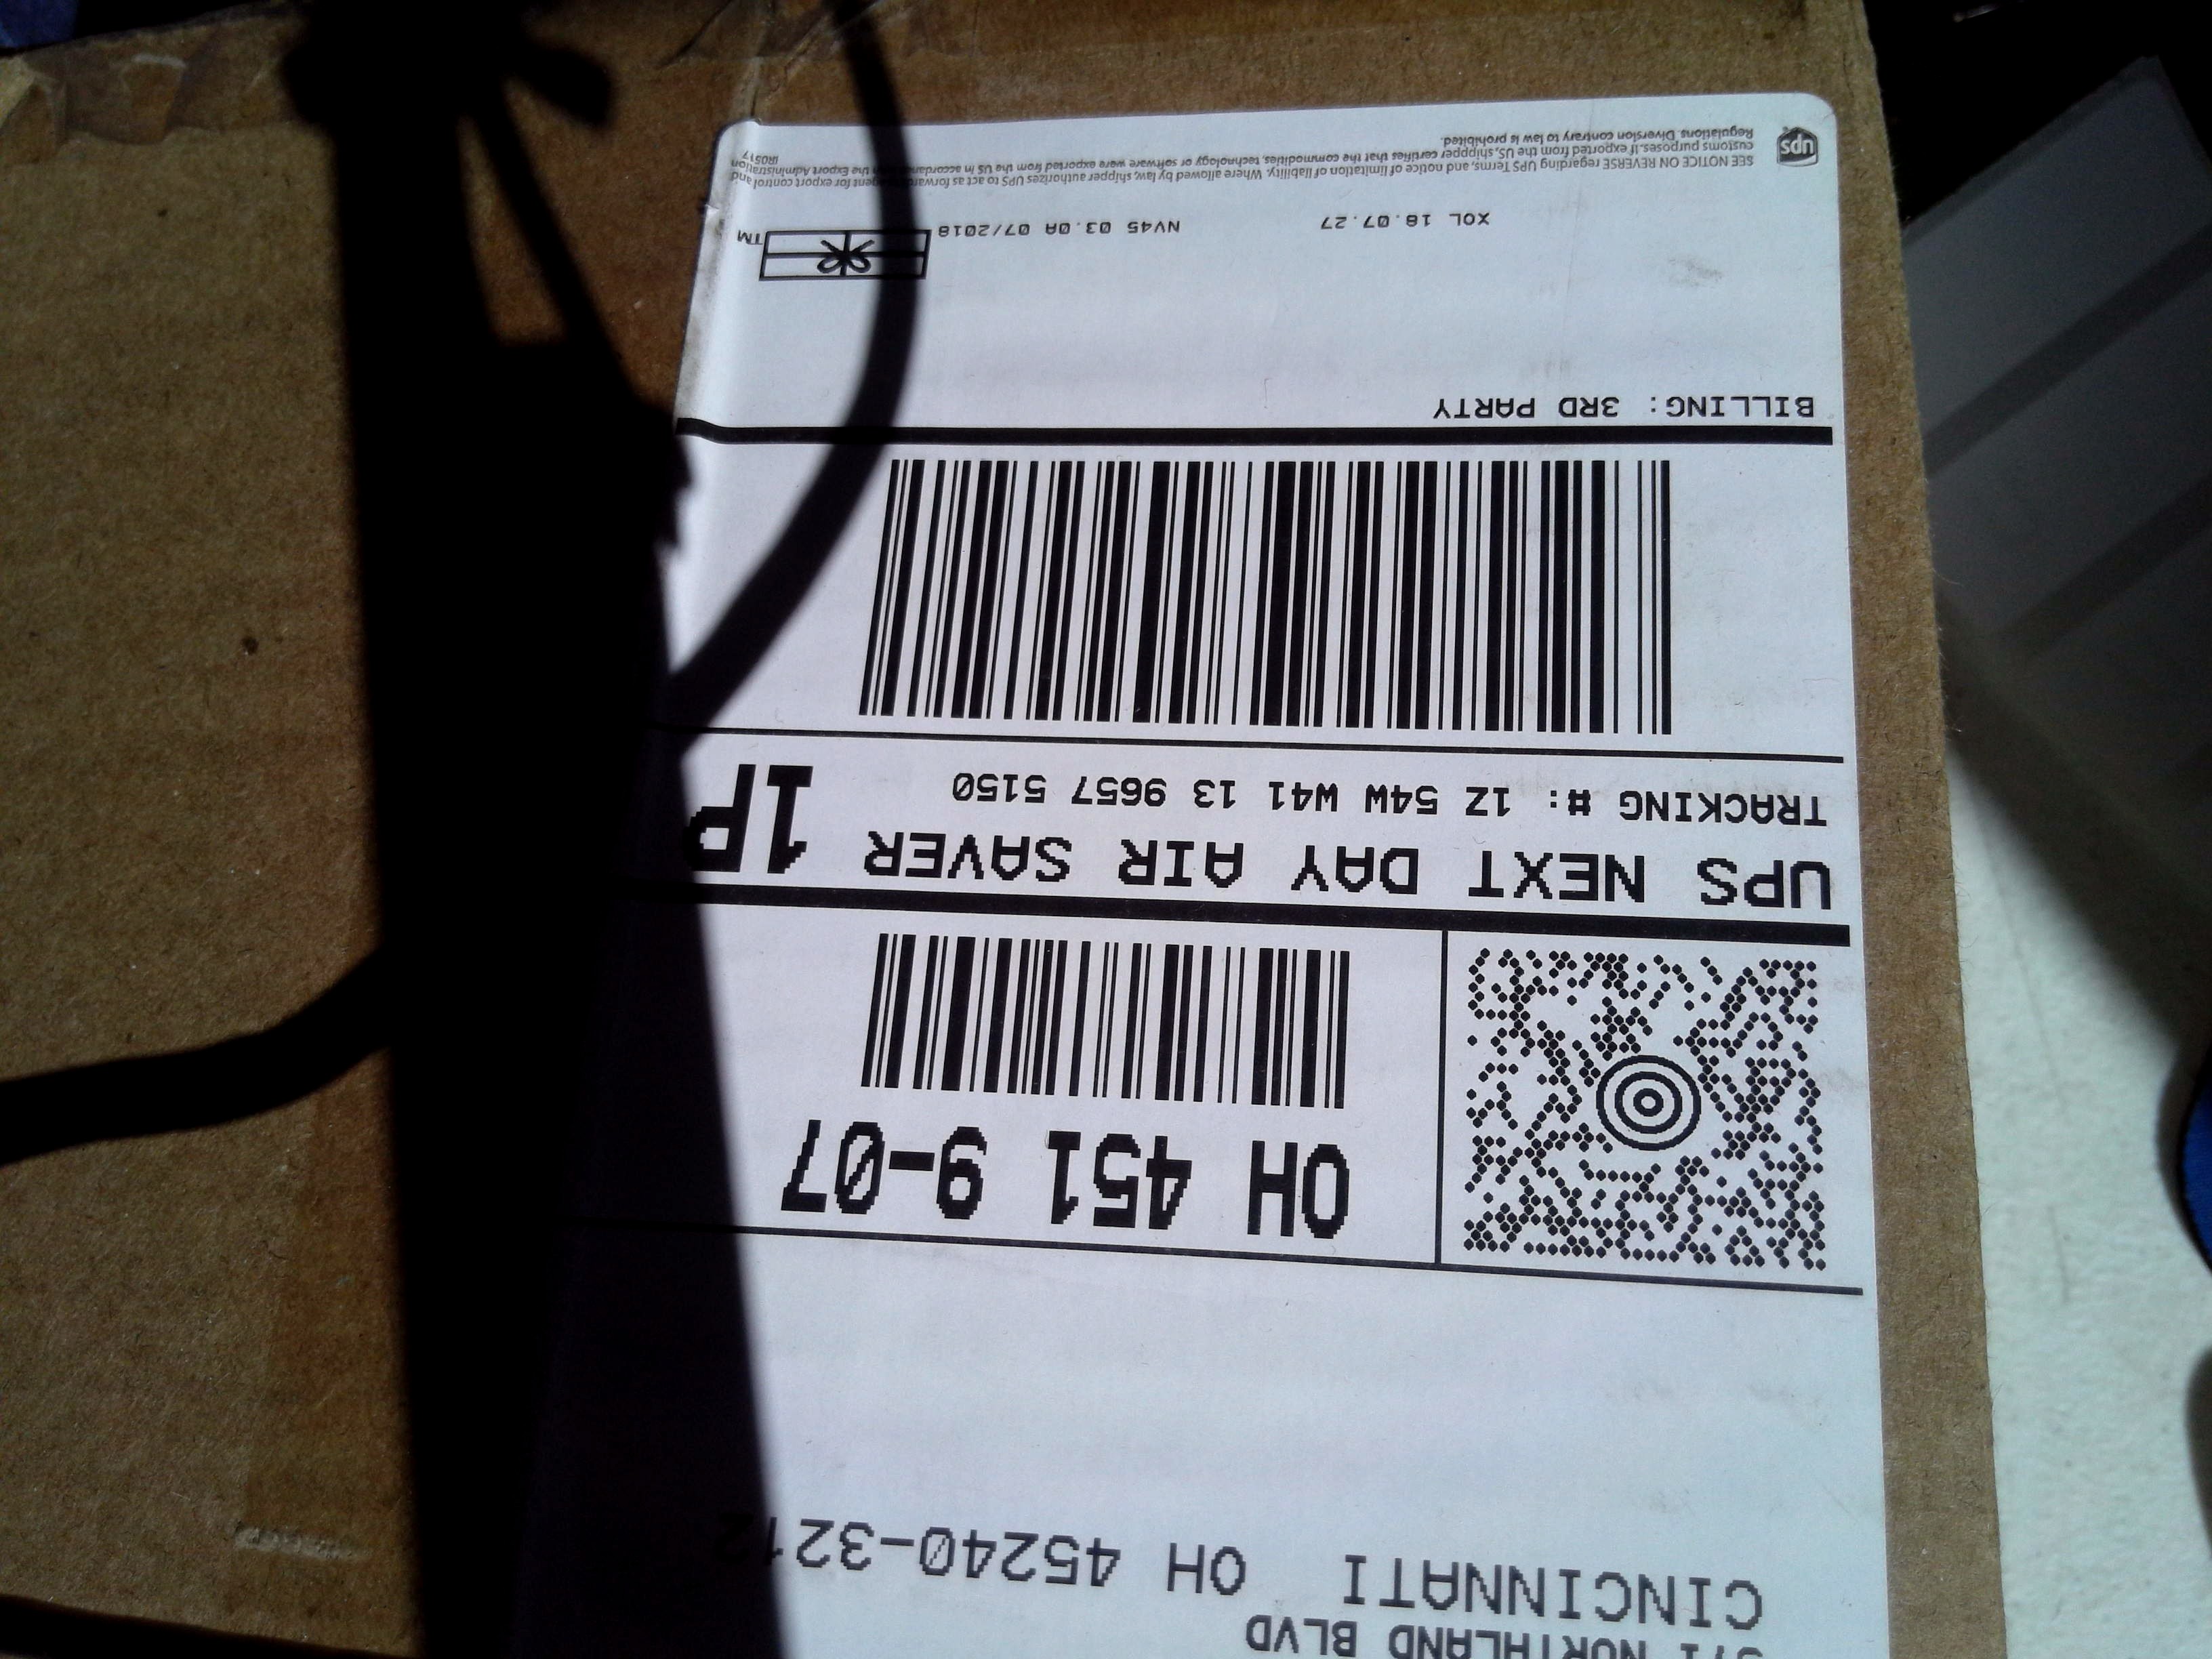 NORTHLAND BLVD
CINCINNATI OH 45240-3212
OH 451 9-07
UPS NEXT DAY AIR SAVER
1P
TRACKING #: 1Z 54W W41 13 9657 5150
BILLING: 3RD PARTY
XOL 18.07.27 NV45 03.0A 07/2018
TM
ups
SEE NOTICE ON REVERSE regarding UPS Terms, and notice of limitation of liability. Where allowed by law, shipper authorizes UPS to act as forwarding agent for export control and
customs purposes. If exported from the US, shipper certifies that the commodities, technology or software were exported from the US in accordance with the Export Administration
Regulations. Diversion contrary to law is prohibited.